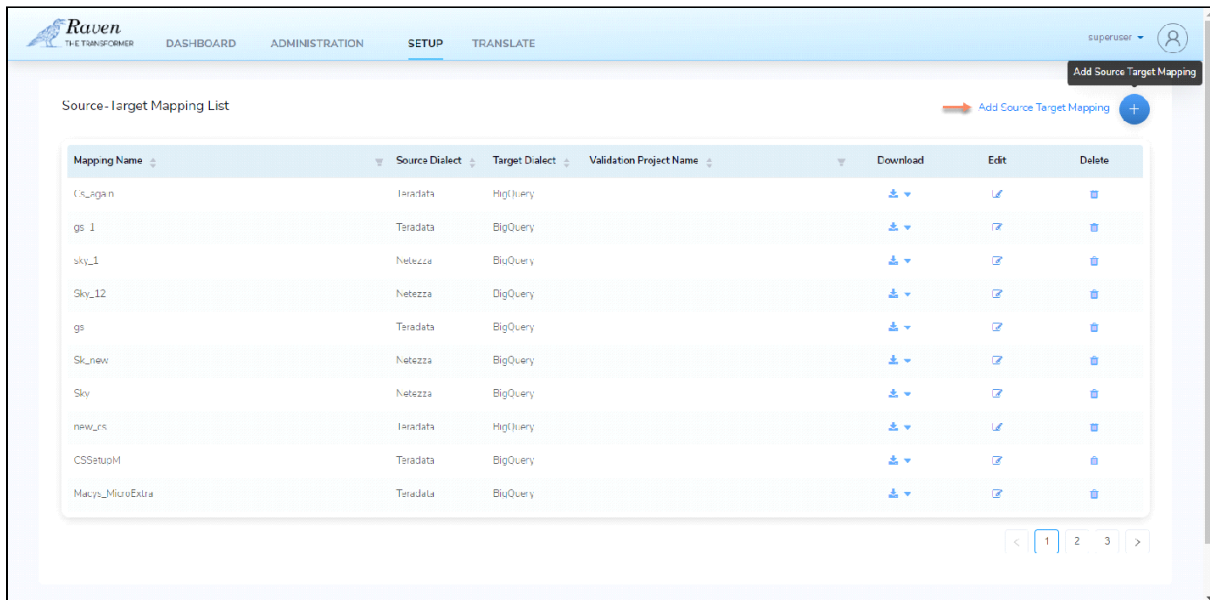 Raven
THE TRANSFORMER
DASHBOARD ADMINISTRATION SETUP TRANSLATE superuser
Add Source Target Mapping
Source-Target Mapping List Add Source Target Mapping +
Mapping Name Source Dialect Target Dialect Validation Project Name Download Edit Delete
Cs_again Teradata BigQuery
gs_1 Teradata BigQuery
sky_1 Netezza BigQuery
Sky_12 Netezza BigQuery
gs Teradata BigQuery
Sk_new Netezza BigQuery
Sky Netezza BigQuery
new_cs Teradata BigQuery
CSSetupM Teradata BigQuery
Macys_MicroExtra Teradata BigQuery
< 1 2 3 >